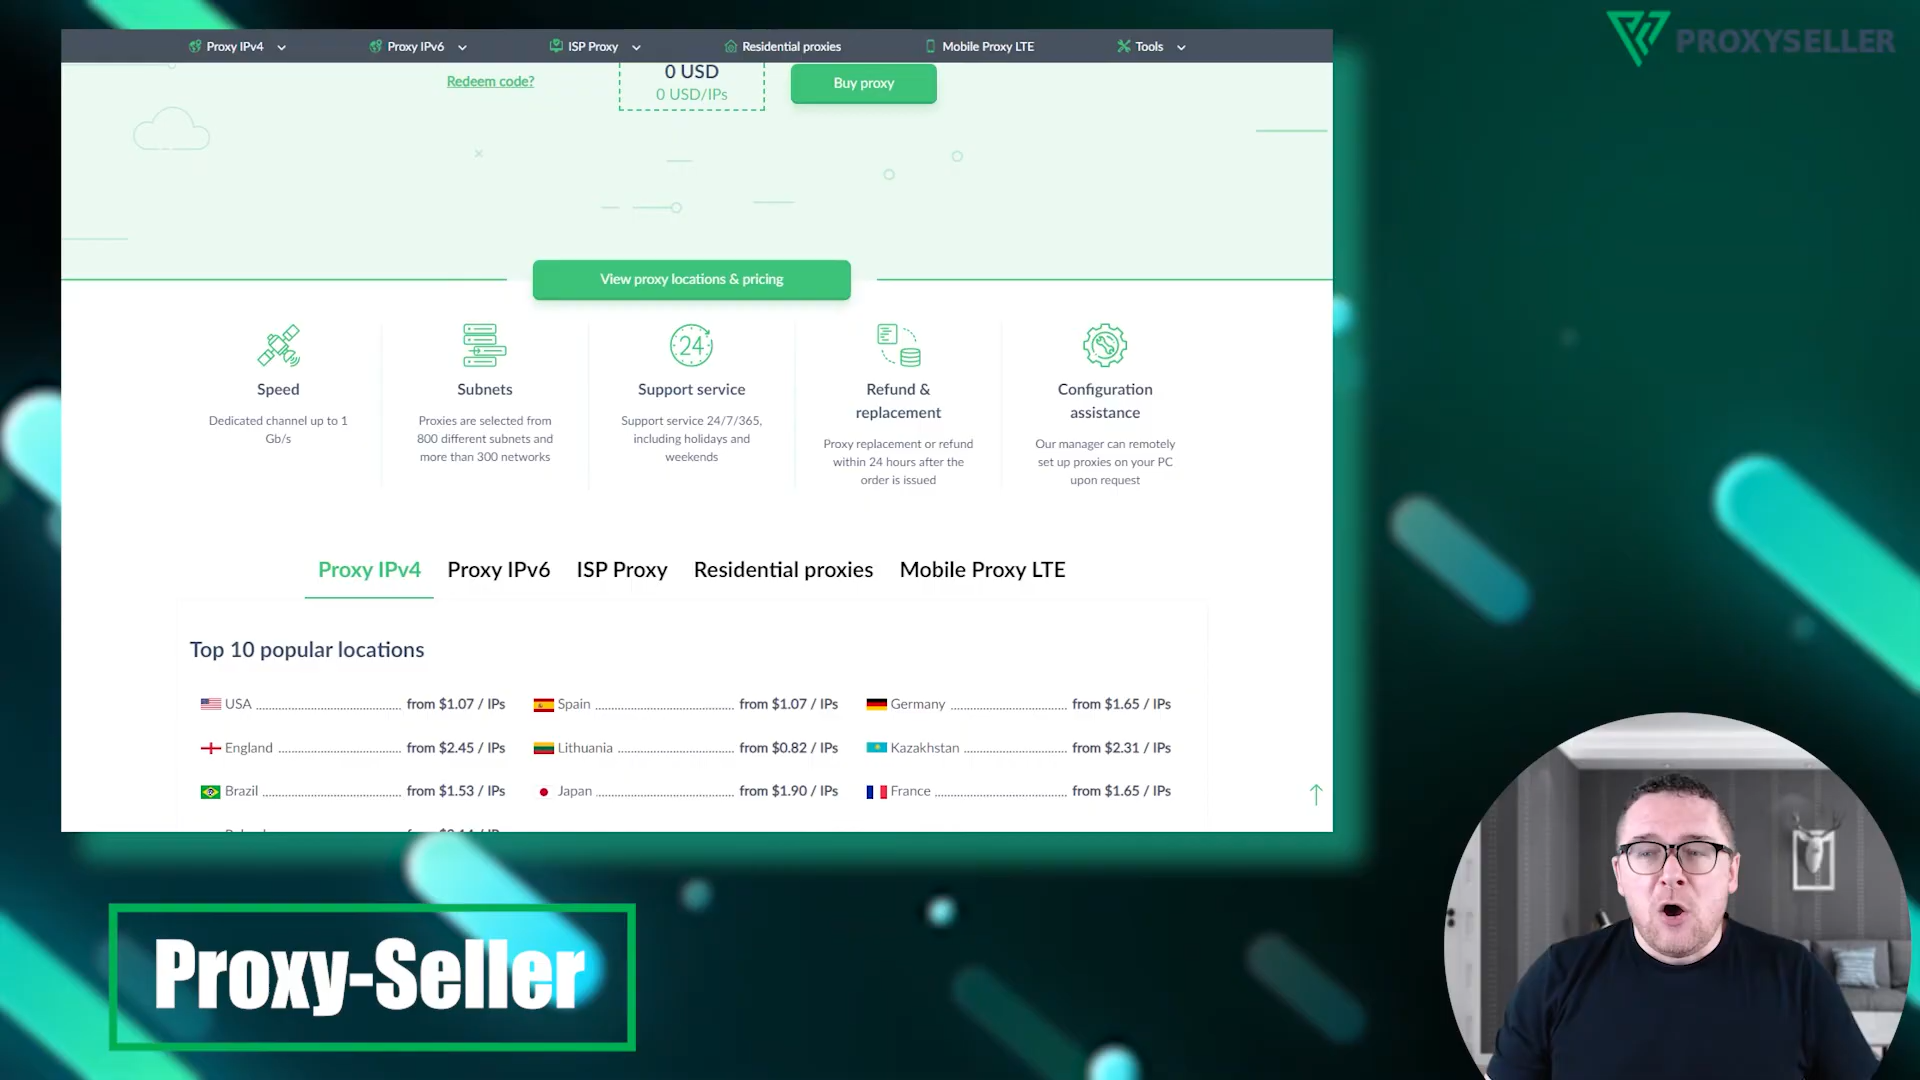 PROXYSELLER
Proxy IPv4
Proxy IPv6
ISP Proxy
Residential proxies
Mobile Proxy LTE
Tools
Redeem code?
0 USD
0 USD/IPs
Buy proxy
View proxy locations & pricing
24
Speed
Dedicated channel up to 1
Gb/s
Subnets
Proxies are selected from
800 different subnets and
more than 300 networks
Support service
Support service 24/7/365,
including holidays and
weekends
Refund &
replacement
Proxy replacement or refund
within 24 hours after the
order is issued
Configuration
assistance
Our manager can remotely
set up proxies on your PC
upon request
Proxy IPv4 Proxy IPv6 ISP Proxy Residential proxies Mobile Proxy LTE
Top 10 popular locations
USA from $1.07 / IPs
Spain from $1.07 / IPs
Germany from $1.65 / IPs
England from $2.45 / IPs
Lithuania from $0.82 / IPs
Kazakhstan from $2.31 / IPs
Brazil from $1.53 / IPs
Japan from $1.90 / IPs
France from $1.65 / IPs
Proxy-Seller